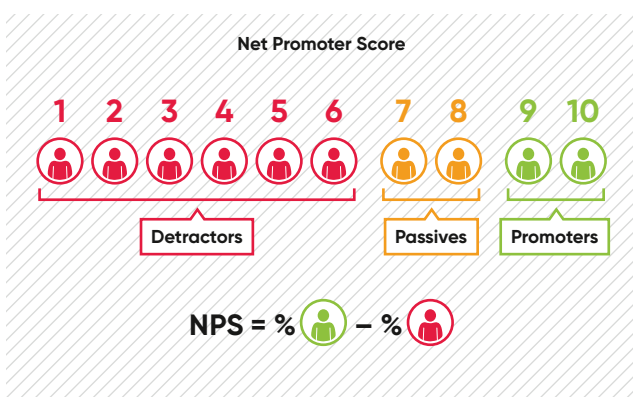 Net Promoter Score
1 2 3 4 5 6 7 8 9 10
Detractors Passives Promoters
NPS = % – %